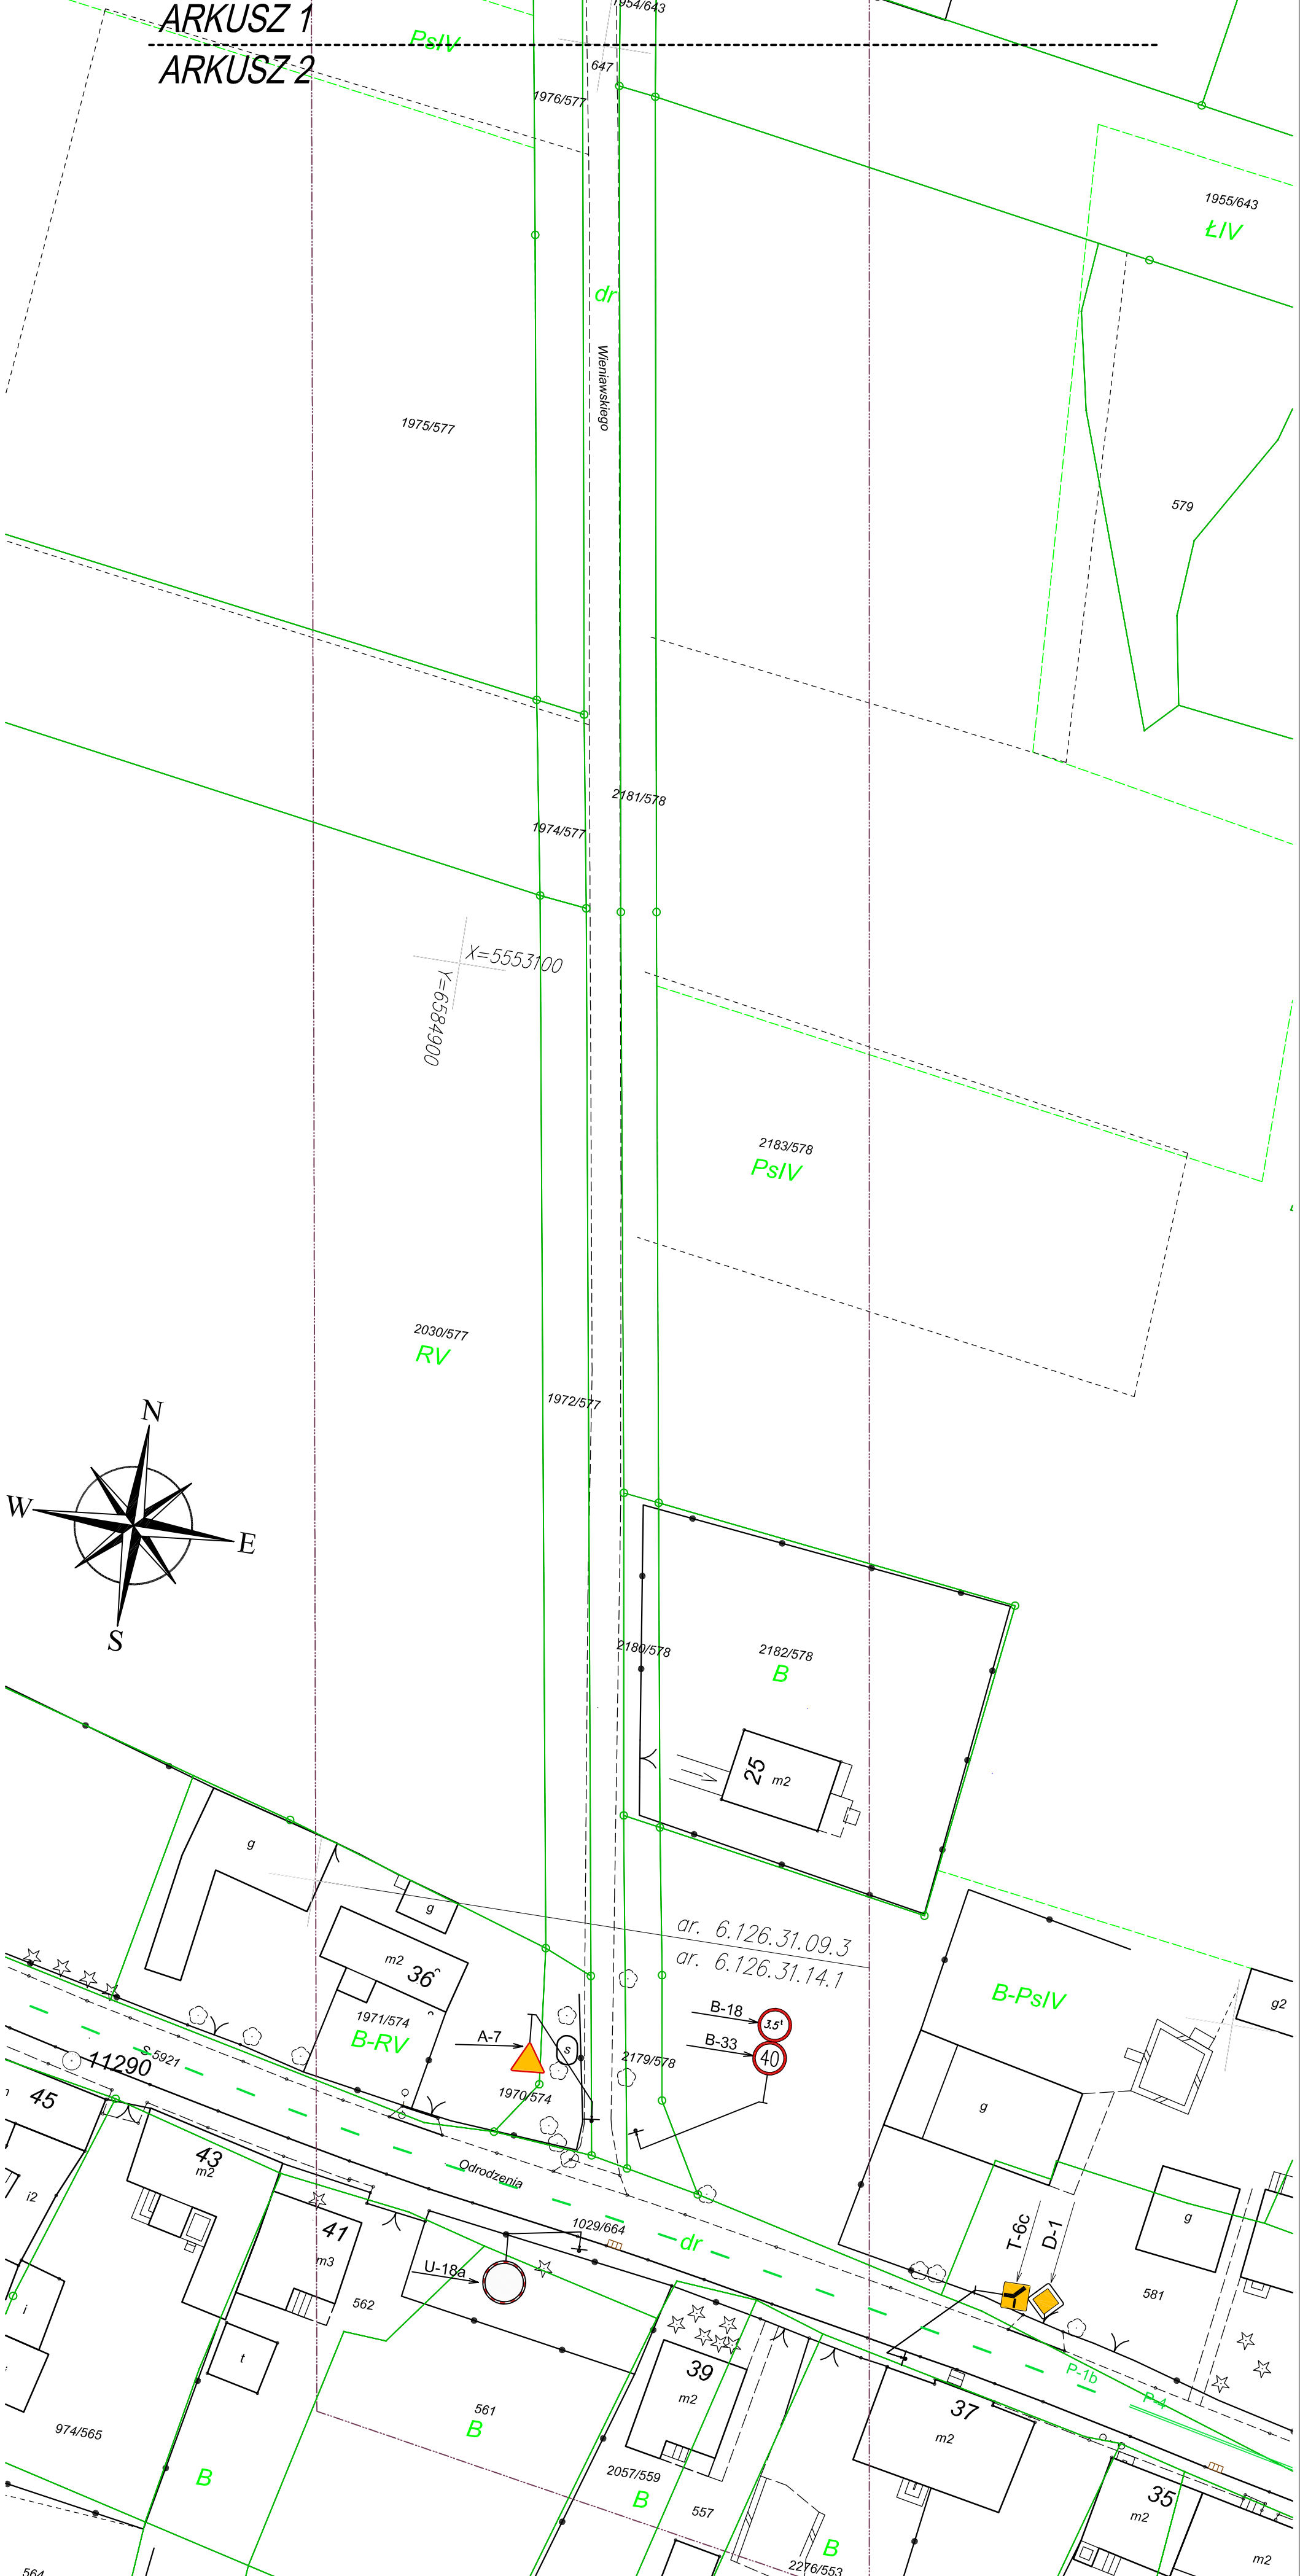 ARKUSZ 1
ARKUSZ 2
PsIV
1954/643
647
1976/577
1955/643
ŁIV
dr
Wieniawskiego
1975/577
579
2181/578
1974/577
X=5553100
Y=6584900
2183/578
PsIV
2030/577
RV
1972/577
N
W
E
S
2180/578
2182/578
B
25
m2
g
g
ar. 6.126.31.09.3
ar. 6.126.31.14.1
m2
36
B-PsIV
g2
1971/574
B-RV
A-7
s
B-18
3.5t
B-33
40
2179/578
1970/574
S-5921
11290
45
43
m2
g
g
Odrodzenia
i2
41
m3
1029/664
dr
T-6c
D-1
U-18a
562
581
i
t
39
m2
P-1b
P-4
37
m2
561
B
974/565
B
2057/559
B
557
35
m2
B
2276/553
m2
564